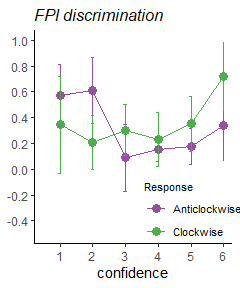 FPI discrimination
1.0
0.8
0.6
0.4
0.2
0.0
-0.2
-0.4
Response
Anticlockwise
Clockwise
1 2 3 4 5 6
confidence